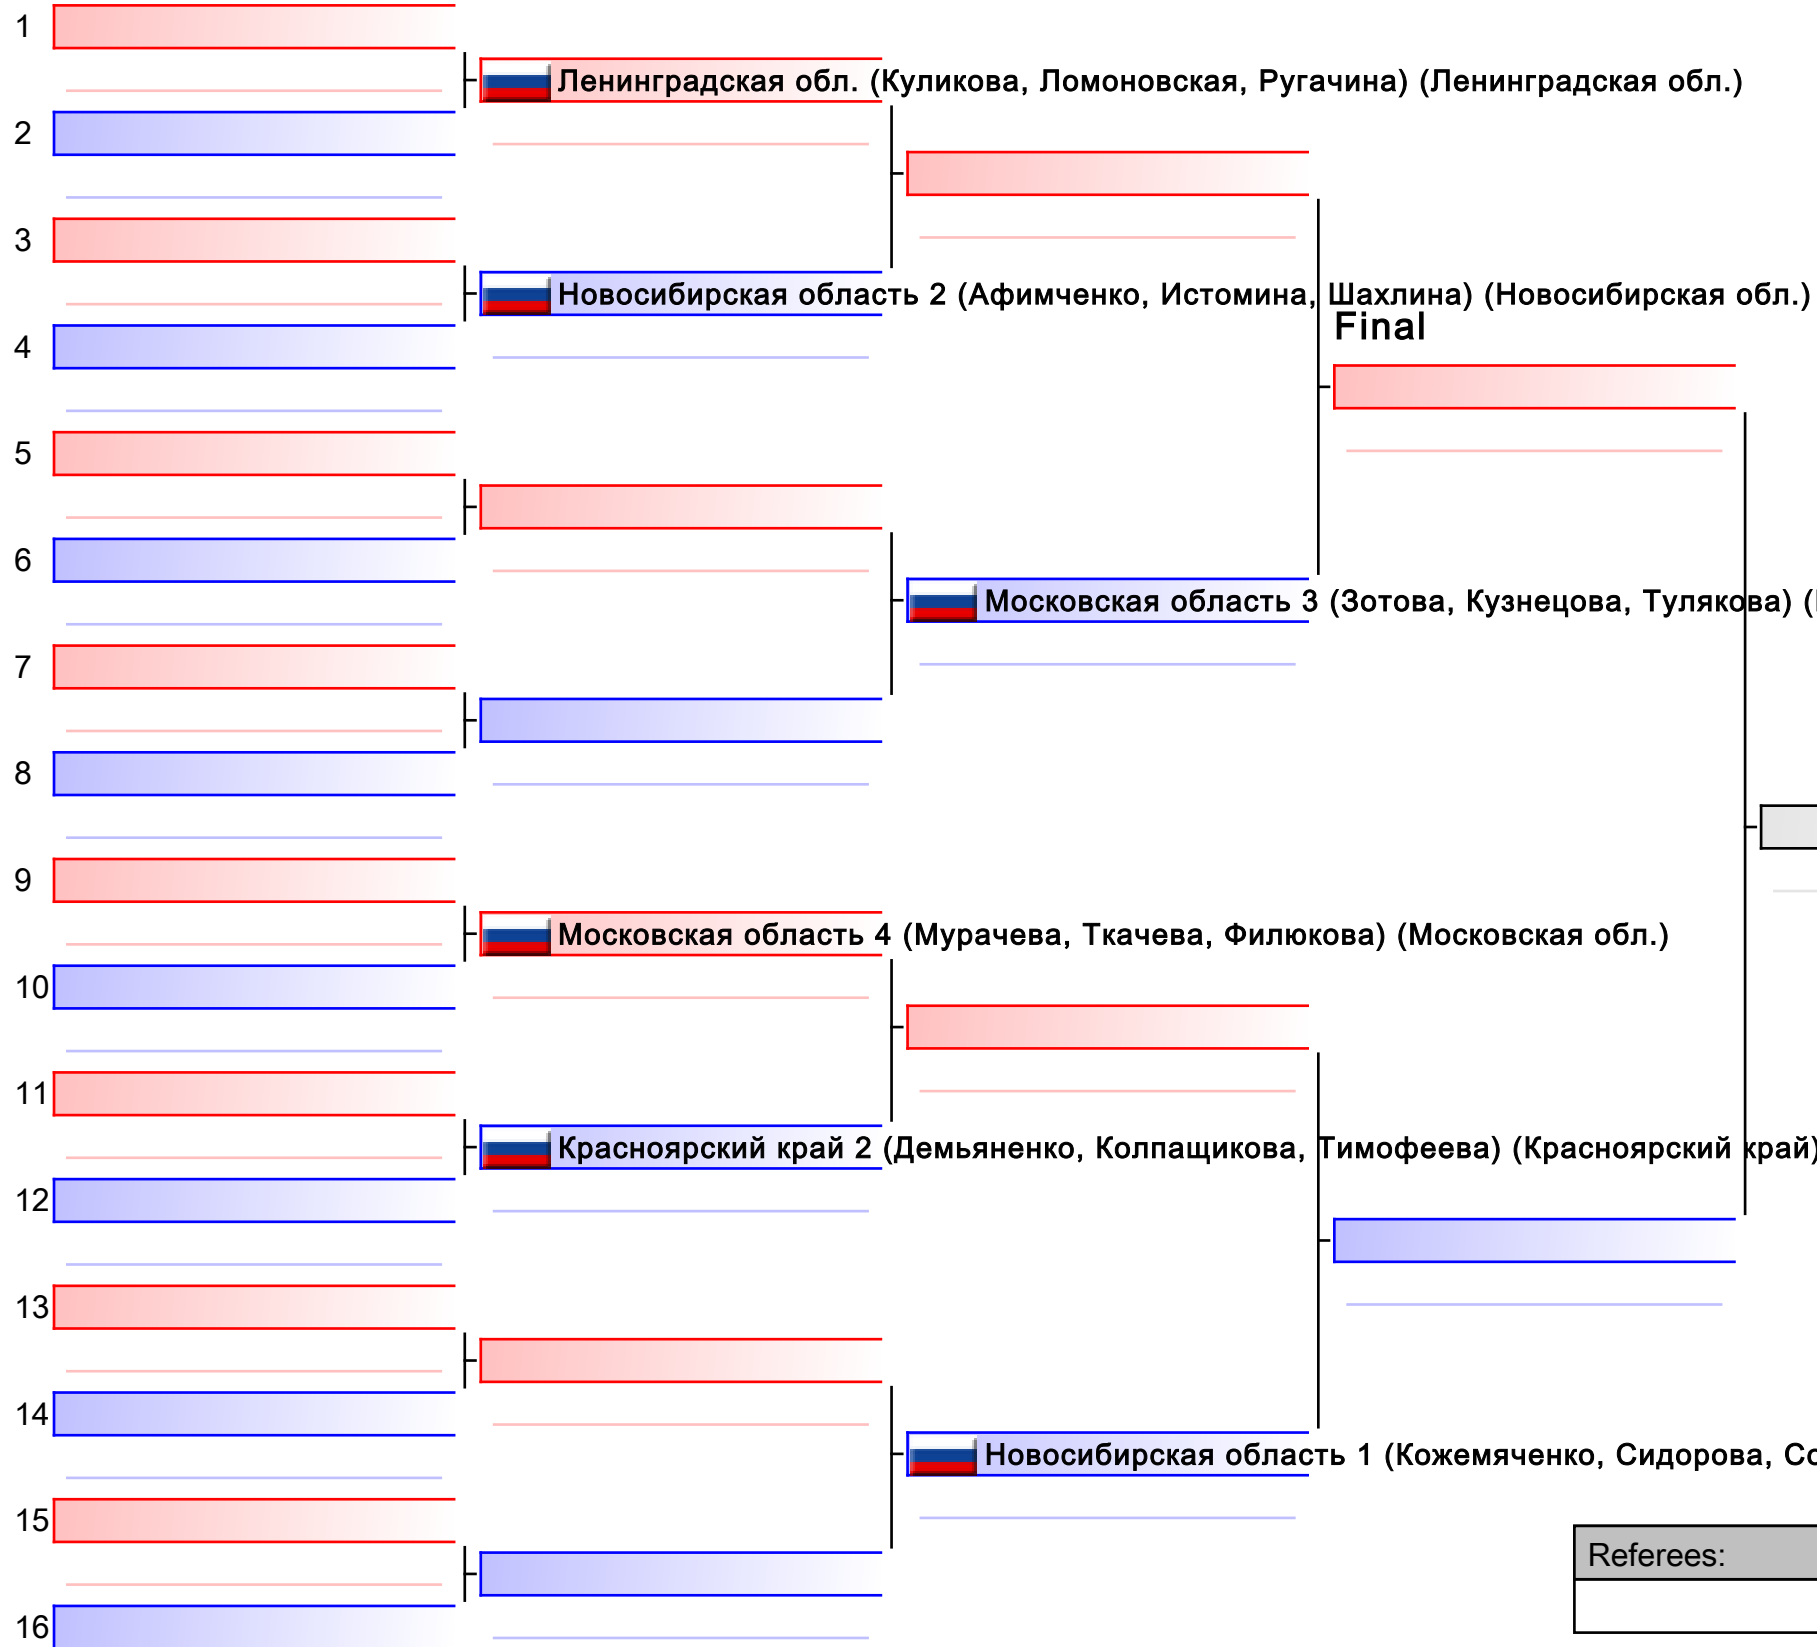 1
Ленинградская обл. (Куликова, Ломоновская, Ругачина) (Ленинградская обл.)
2
3
Новосибирская область 2 (Афимченко, Истомина, Шахлина) (Новосибирская обл.)
Final
4
5
6
Московская область 3 (Зотова, Кузнецова, Тулякова) (
7
8
9
Московская область 4 (Мурачева, Ткачева, Филюкова) (Московская обл.)
10
11
Красноярский край 2 (Демьяненко, Колпащикова, Тимофеева) (Красноярский край)
12
13
14
Новосибирская область 1 (Кожемяченко, Сидорова,
15
Referees:
16